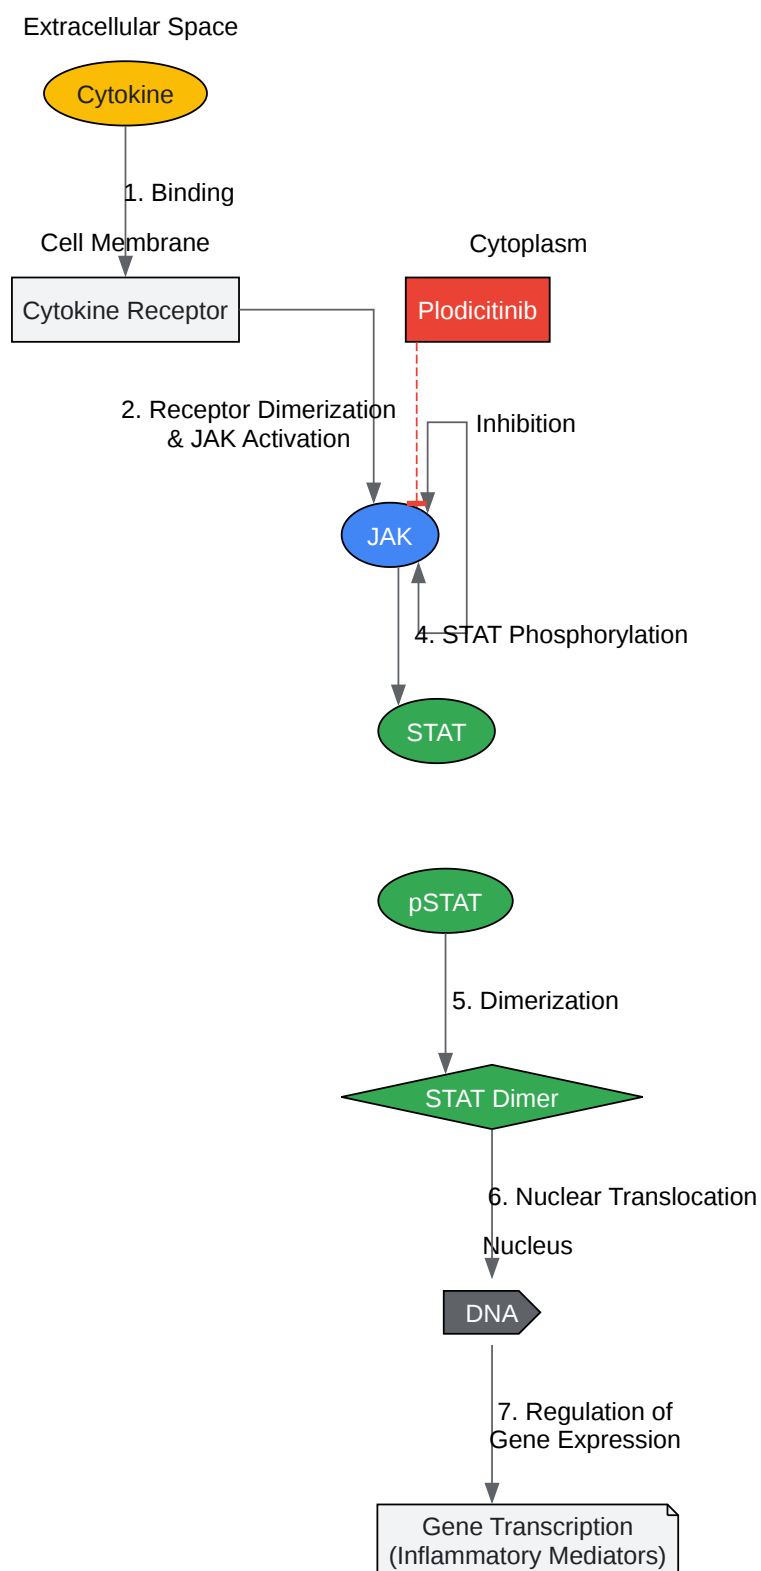 Extracellular Space
Cytokine
1. Binding
Cell Membrane
Cytoplasm
Cytokine Receptor
Plodicitinib
2. Receptor Dimerization
& JAK Activation
Inhibition
JAK
4. STAT Phosphorylation
STAT
pSTAT
5. Dimerization
STAT Dimer
6. Nuclear Translocation
Nucleus
DNA
7. Regulation of
Gene Expression
Gene Transcription
(Inflammatory Mediators)